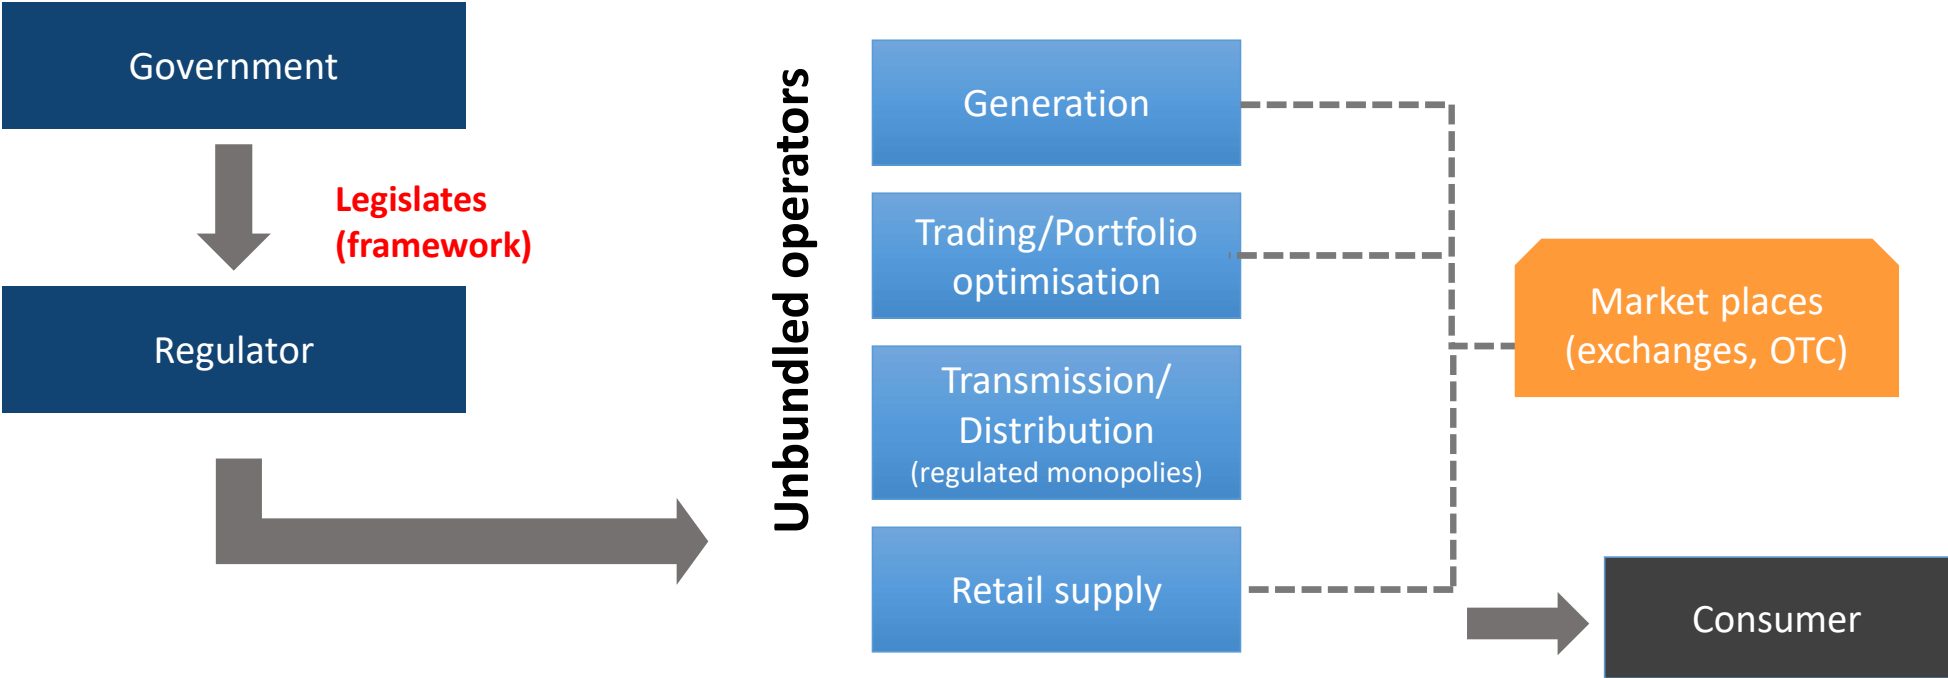 Government
Legislates
(framework)
Regulator
Unbundled operators
Generation
Trading/Portfolio
optimisation
Transmission/
Distribution
(regulated monopolies)
Retail supply
Market places
(exchanges, OTC)
Consumer